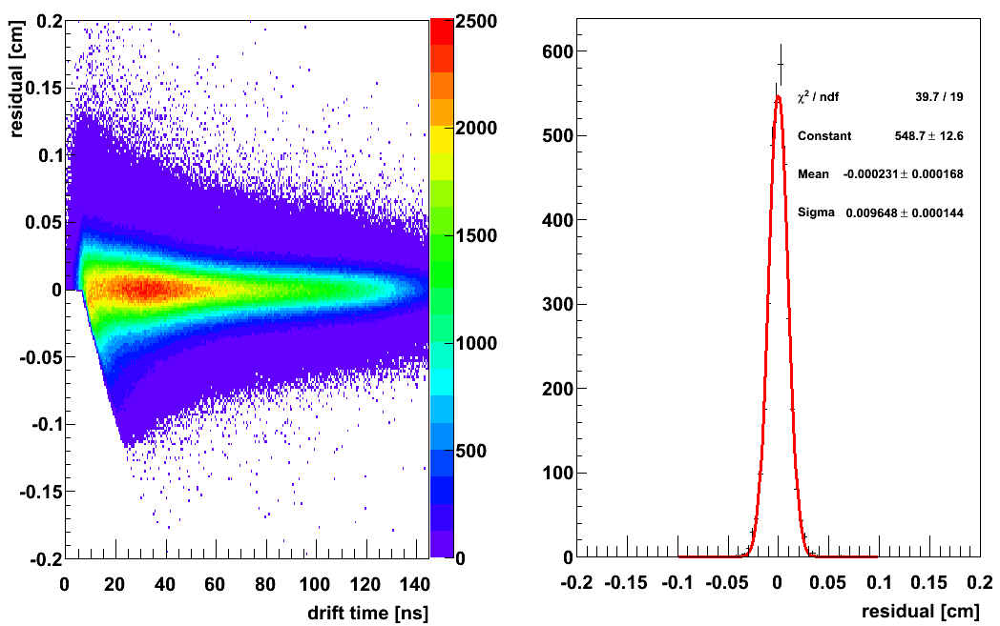 residual [cm]
0.2
0.15
0.1
0.05
0
-0.05
-0.1
-0.15
-0.2
0 20 40 60 80 100 120 140
drift time [ns]
2500
2000
1500
1000
500
0
600
500
400
300
200
100
0
χ² / ndf 39.7 / 19
Constant 548.7 ± 12.6
Mean -0.000231 ± 0.000168
Sigma 0.009648 ± 0.000144
-0.2 -0.15 -0.1 -0.05 0 0.05 0.1 0.15 0.2
residual [cm]